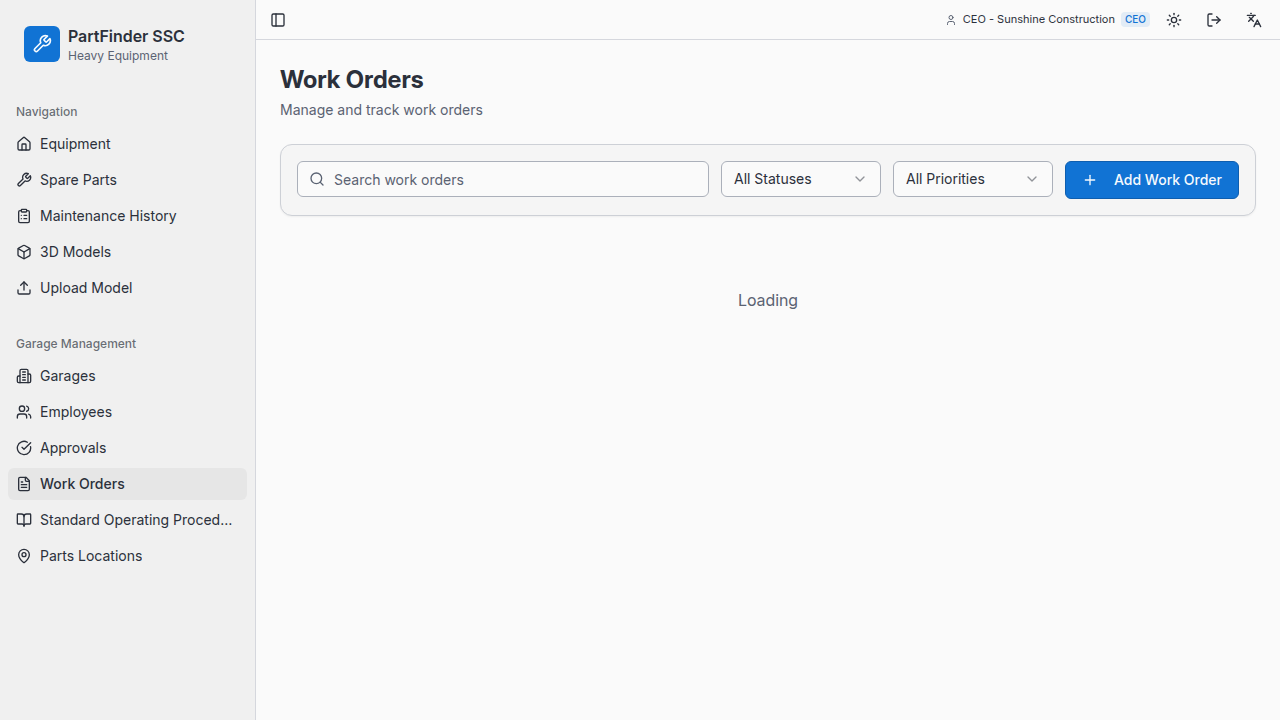 PartFinder SSC
Heavy Equipment
Navigation
Equipment
Spare Parts
Maintenance History
3D Models
Upload Model
Garage Management
Garages
Employees
Approvals
Work Orders
Standard Operating Proced...
Parts Locations
CEO - Sunshine Construction CEO
Work Orders
Manage and track work orders
Search work orders All Statuses All Priorities Add Work Order
Loading